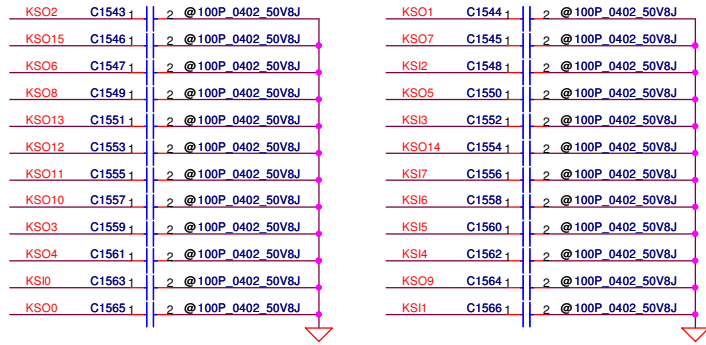 KSO2 C1543 1 2 @100P_0402_50V8J KSO1 C1544 1 2 @100P_0402_50V8J
KSO15 C1546 1 2 @100P_0402_50V8J KSO7 C1545 1 2 @100P_0402_50V8J
KSO6 C1547 1 2 @100P_0402_50V8J KSI2 C1548 1 2 @100P_0402_50V8J
KSO8 C1549 1 2 @100P_0402_50V8J KSO5 C1550 1 2 @100P_0402_50V8J
KSO13 C1551 1 2 @100P_0402_50V8J KSI3 C1552 1 2 @100P_0402_50V8J
KSO12 C1553 1 2 @100P_0402_50V8J KSO14 C1554 1 2 @100P_0402_50V8J
KSO11 C1555 1 2 @100P_0402_50V8J KSI7 C1556 1 2 @100P_0402_50V8J
KSO10 C1557 1 2 @100P_0402_50V8J KSI6 C1558 1 2 @100P_0402_50V8J
KSO3 C1559 1 2 @100P_0402_50V8J KSI5 C1560 1 2 @100P_0402_50V8J
KSO4 C1561 1 2 @100P_0402_50V8J KSI4 C1562 1 2 @100P_0402_50V8J
KSI0 C1563 1 2 @100P_0402_50V8J KSO9 C1564 1 2 @100P_0402_50V8J
KSO0 C1565 1 2 @100P_0402_50V8J KSI1 C1566 1 2 @100P_0402_50V8J